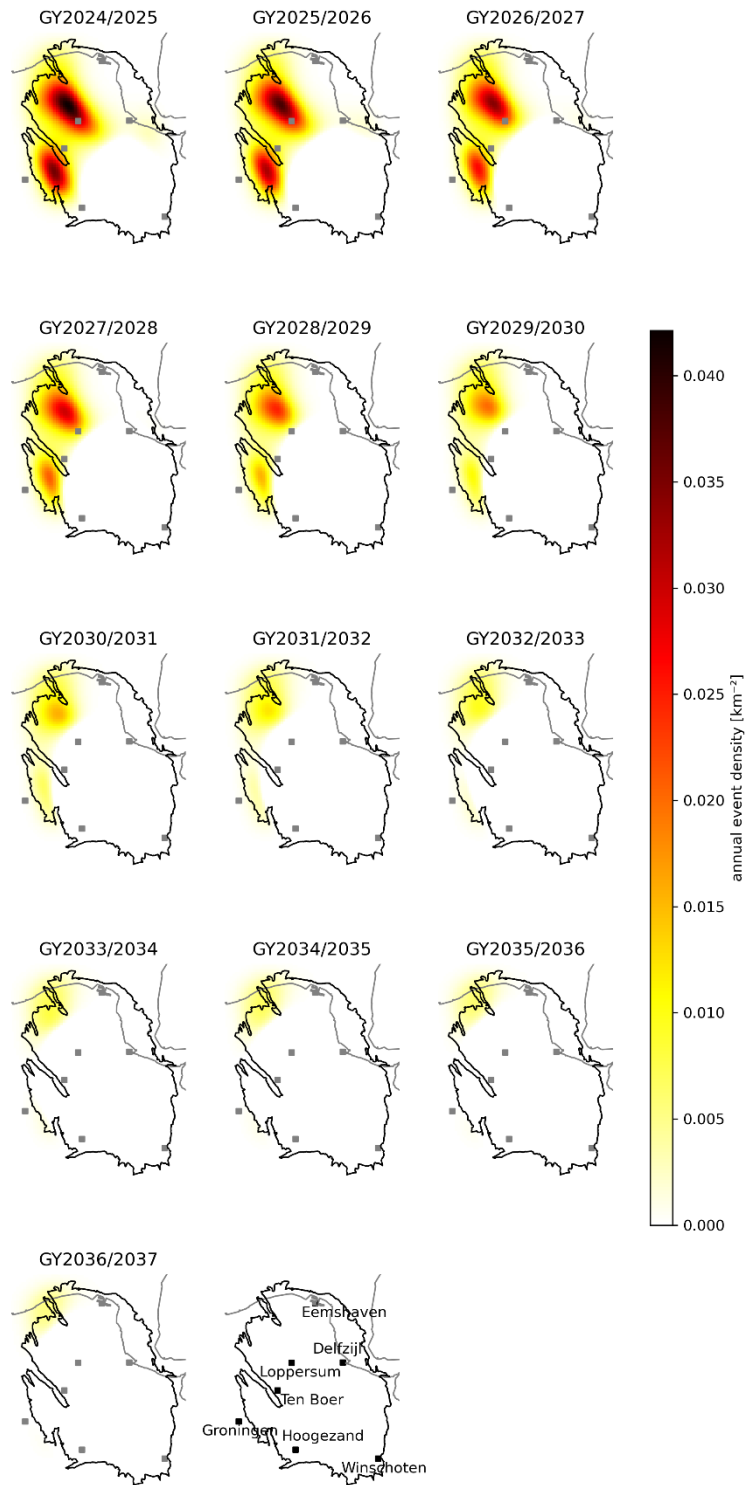 GY2024/2025
GY2025/2026
GY2026/2027
GY2027/2028
GY2028/2029
GY2029/2030
GY2030/2031
GY2031/2032
GY2032/2033
GY2033/2034
GY2034/2035
GY2035/2036
GY2036/2037
Eemshaven
Delfzijl
Loppersum
Ten Boer
Groningen
Hoogezand
Winschoten
0.040
0.035
0.030
0.025
0.020
0.015
0.010
0.005
0.000
annual event density [km⁻²]